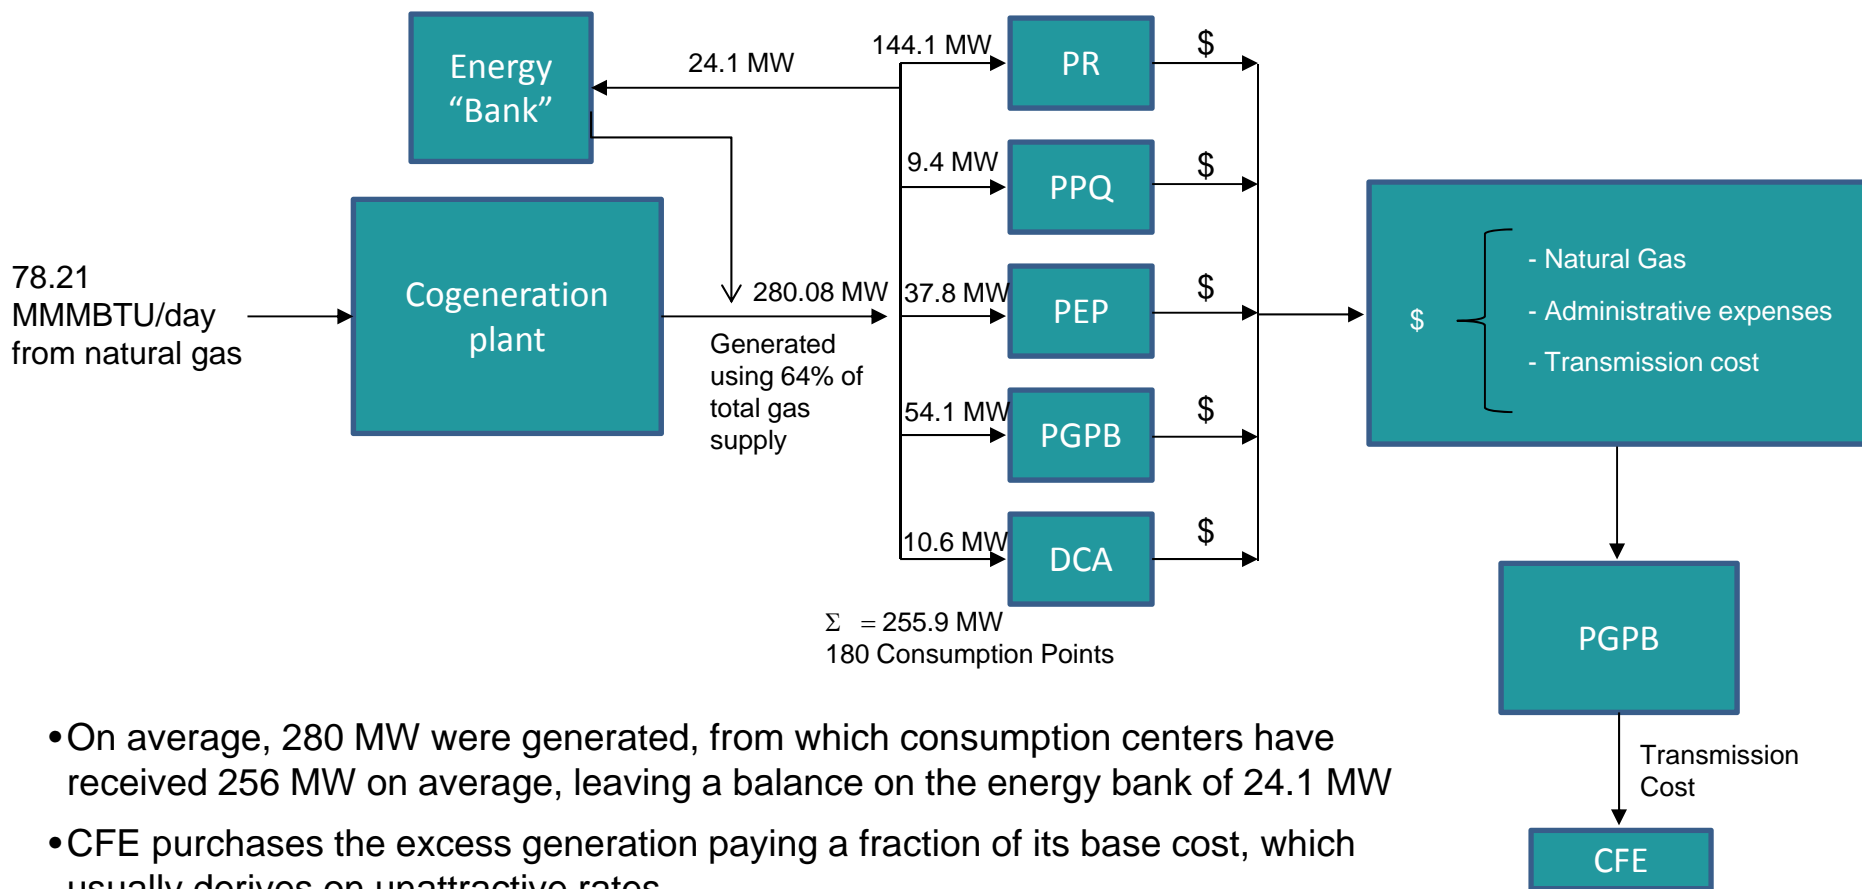 Energy
“Bank”
24.1 MW
144.1 MW
PR
$
9.4 MW
PPQ
$
78.21
MMMBTU/day
from natural gas
Cogeneration
plant
280.08 MW
Generated
using 64% of
total gas
supply
37.8 MW
PEP
$
54.1 MW
PGPB
$
10.6 MW
DCA
$
Σ = 255.9 MW
180 Consumption Points
$
- Natural Gas
- Administrative expenses
- Transmission cost
PGPB
Transmission
Cost
CFE
•On average, 280 MW were generated, from which consumption centers have
received 256 MW on average, leaving a balance on the energy bank of 24.1 MW
•CFE purchases the excess generation paying a fraction of its base cost, which
usually derives on unattractive rates